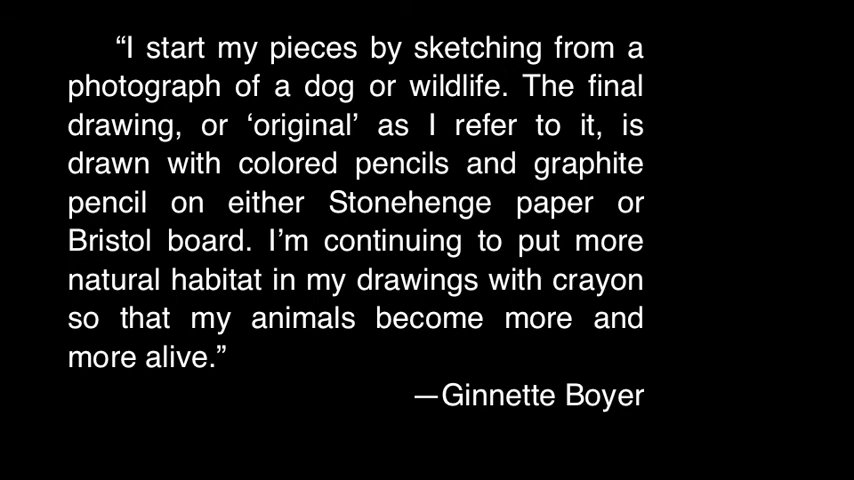 “I start my pieces by sketching from a
photograph of a dog or wildlife. The final
drawing, or ‘original’ as I refer to it, is
drawn with colored pencils and graphite
pencil on either Stonehenge paper or
Bristol board. I’m continuing to put more
natural habitat in my drawings with crayon
so that my animals become more and
more alive.”
—Ginnette Boyer